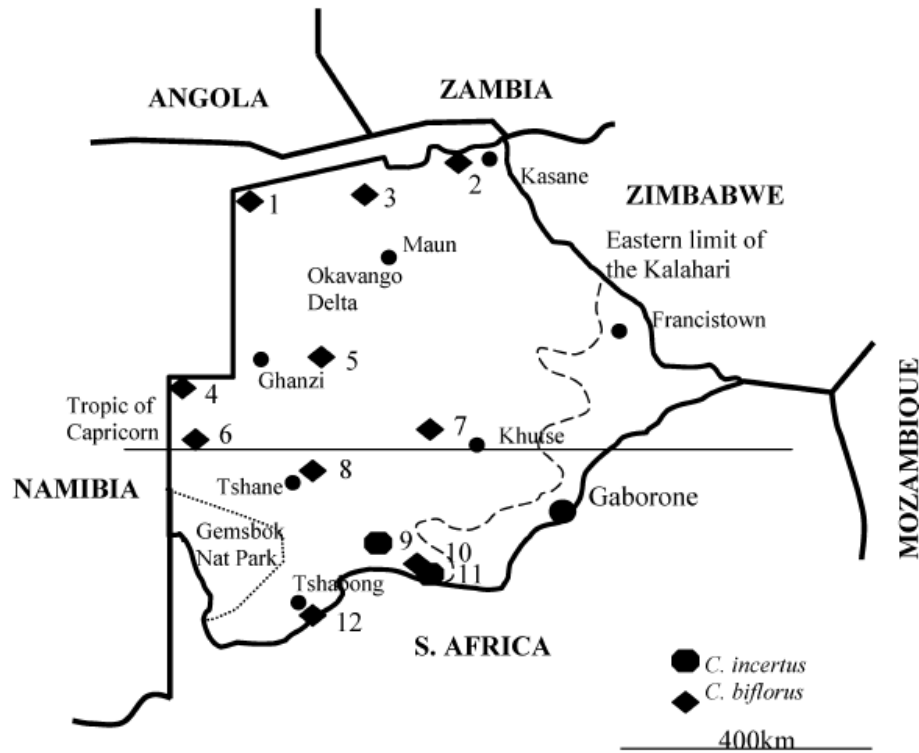 ANGOLA
ZAMBIA
2
Kasane
1
3
ZIMBABWE
Maun
Eastern limit of
the Kalahari
Okavango
Delta
Francistown
5
Ghanzi
4
Tropic of
Capricorn
6
7
Khutse
MOZAMBIQUE
8
NAMIBIA
Tshane
Gaborone
Gemsbok
Nat Park
9
10
11
Tshabong
12
S. AFRICA
C. incertus
C. biflorus
400km